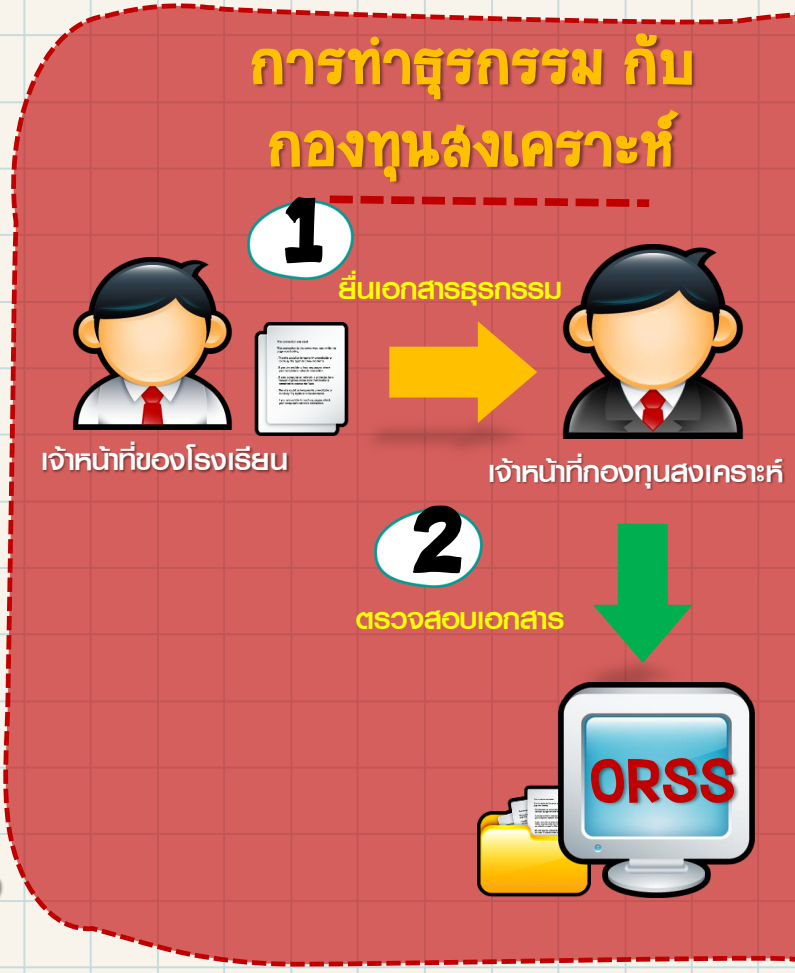 การทำธุรกรรม กับ
กองทุนสงเคราะห์
1
ยื่นเอกสารธุรกรรม
เจ้าหน้าที่ของโรงเรียน
เจ้าหน้าที่กองทุนสงเคราะห์
2
ตรวจสอบเอกสาร
ORSS